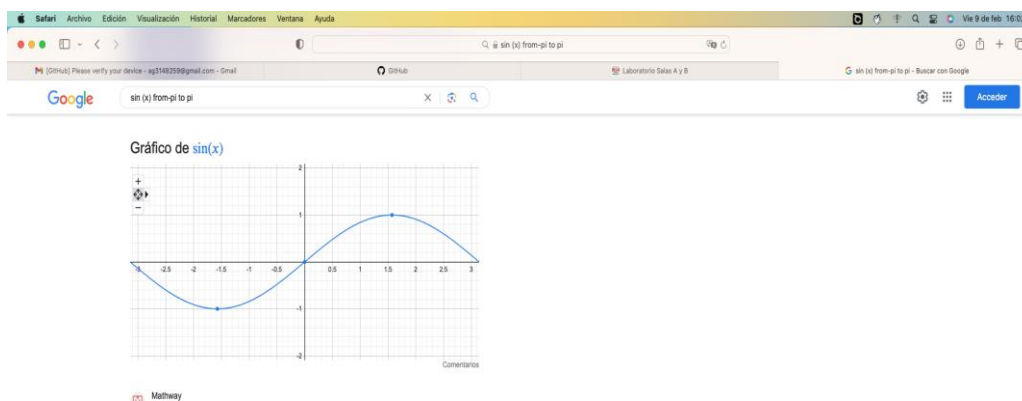 Safari Archivo Edición Visualización Historial Marcadores Ventana Ayuda
Vie 9 de feb 16:03
sin (x) from-pi to pi
[GitHub] Please verify your device - ag3148259@gmail.com - Gmail
GitHub
Laboratorio Salas A y B
sin (x) from-pi to pi - Buscar con Google
Google
sin (x) from-pi to pi
Acceder
Gráfico de sin(x)
2
1
-3 -2.5 -2 -1.5 -1 -0.5 0.5 1 1.5 2 2.5 3
-1
-2
Comentarios
Mathway